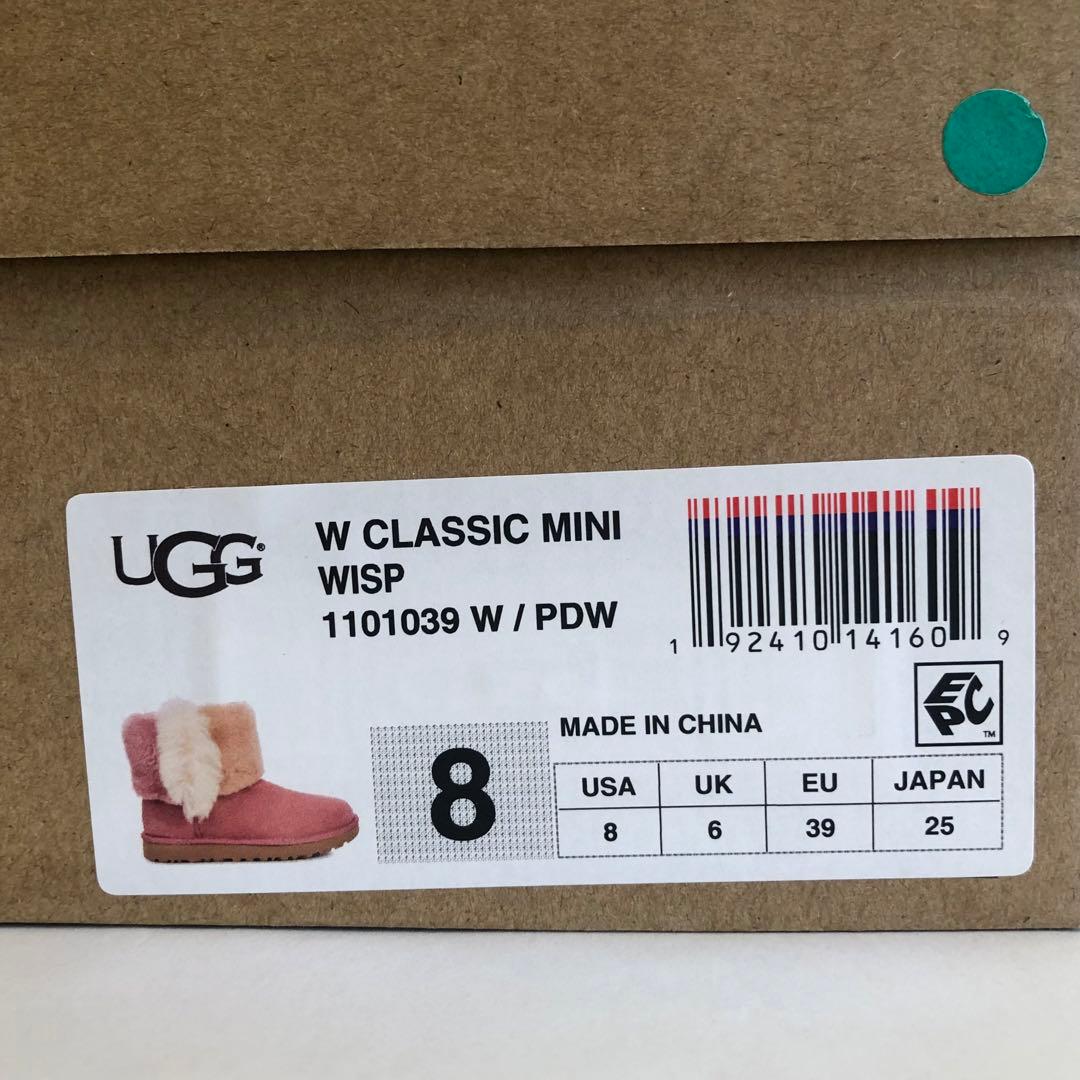 UGG®
W CLASSIC MINI
WISP
1101039 W / PDW
1 92410 14160 9
EPC™
MADE IN CHINA
8
USA UK EU JAPAN
8 6 39 25